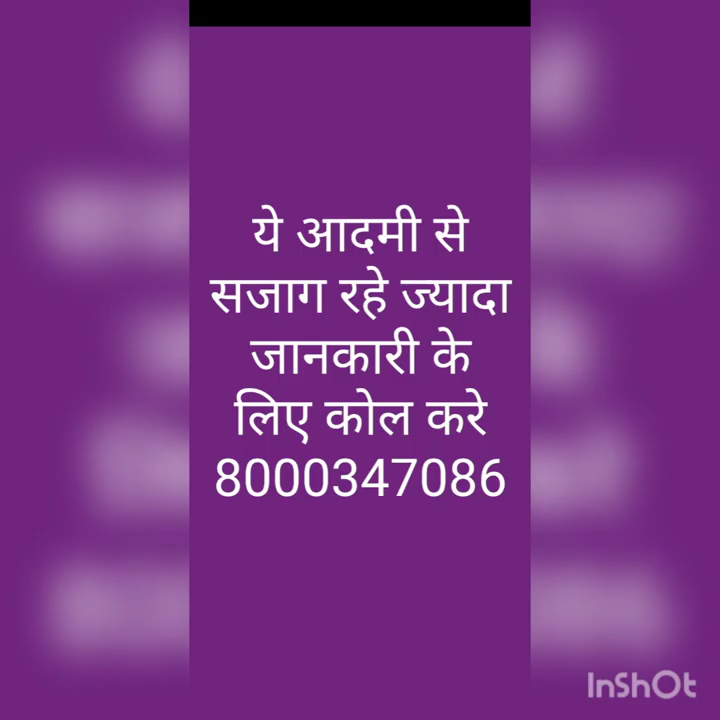 ये आदमी से
सजाग रहे ज्यादा
जानकारी के
लिए कोल करे
8000347086
InShOt